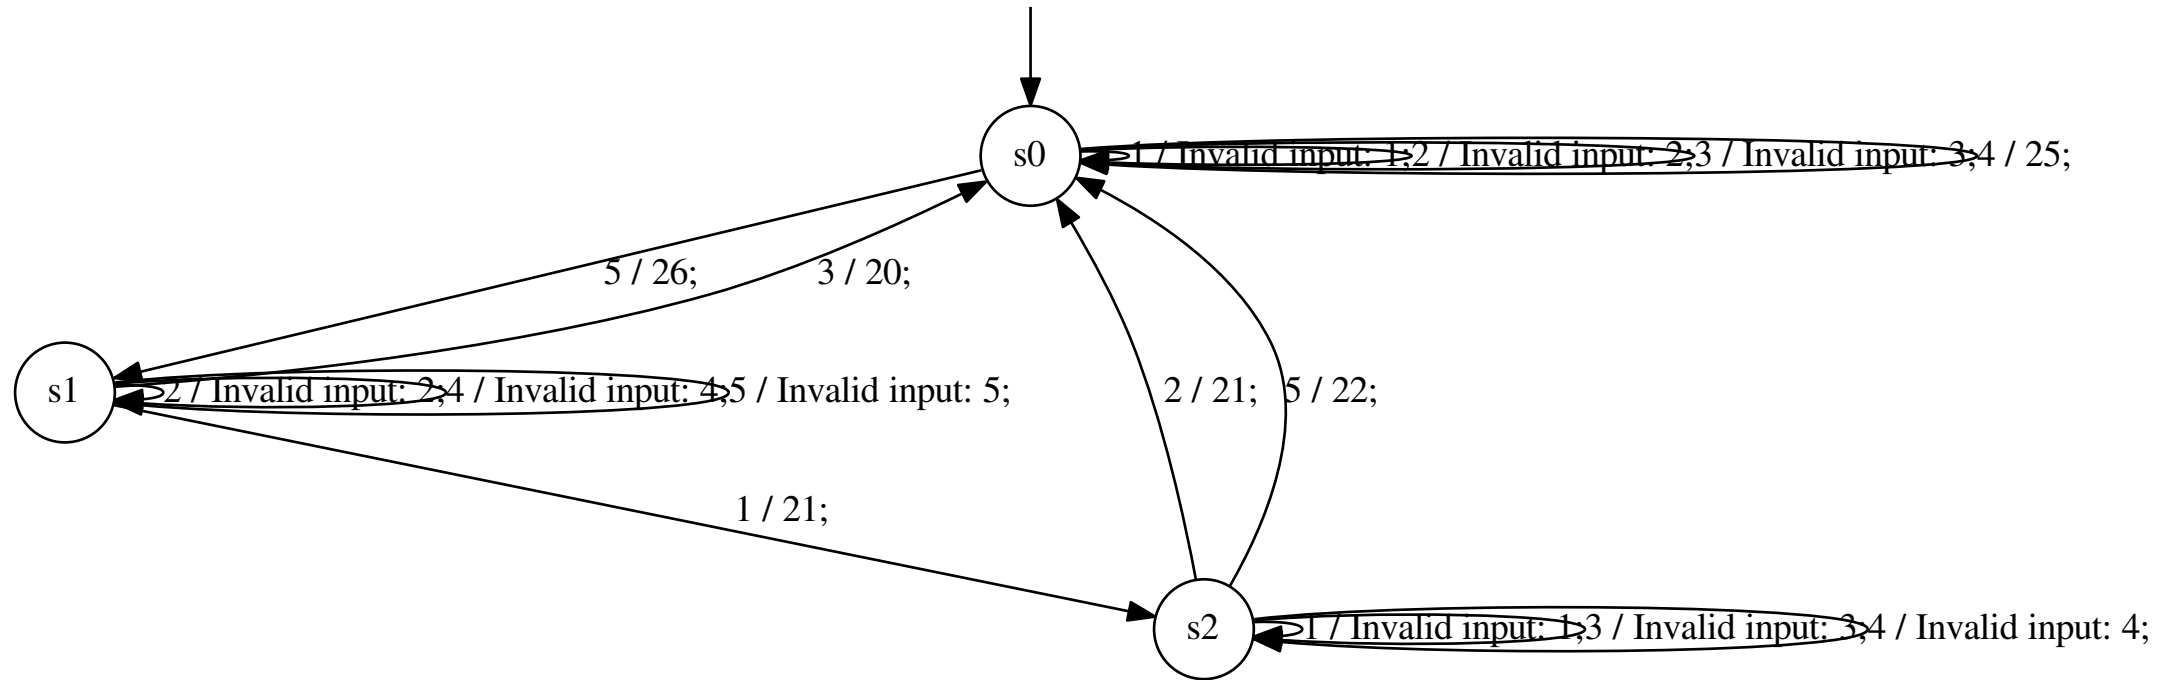 s0
1 / Invalid input: 1;
2 / Invalid input: 2;
3 / Invalid input: 3;
4 / 25;
5 / 26;
3 / 20;
s1
2 / Invalid input: 2;
4 / Invalid input: 4;
5 / Invalid input: 5;
2 / 21;
5 / 22;
1 / 21;
s2
1 / Invalid input: 1;
3 / Invalid input: 3;
4 / Invalid input: 4;